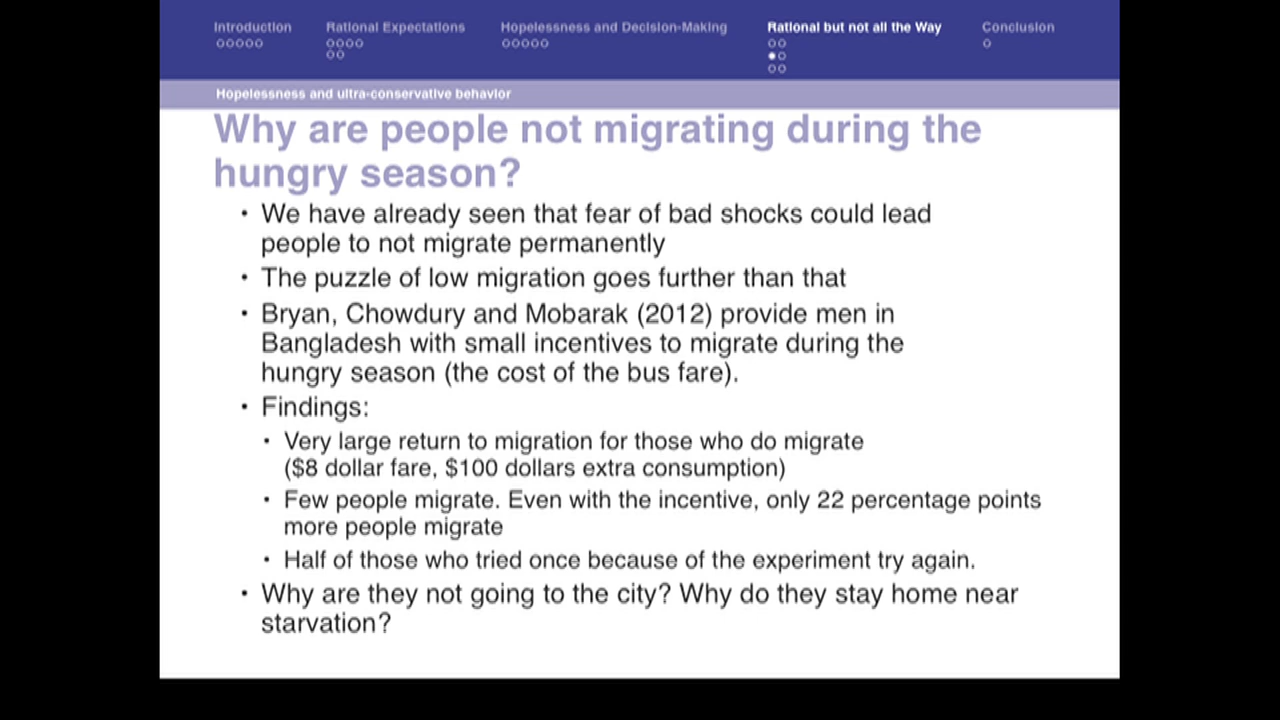 Introduction Rational Expectations Hopelessness and Decision-Making Rational but not all the Way Conclusion
Hopelessness and ultra-conservative behavior
Why are people not migrating during the
hungry season?
• We have already seen that fear of bad shocks could lead
people to not migrate permanently
• The puzzle of low migration goes further than that
• Bryan, Chowdury and Mobarak (2012) provide men in
Bangladesh with small incentives to migrate during the
hungry season (the cost of the bus fare).
• Findings:
• Very large return to migration for those who do migrate
($8 dollar fare, $100 dollars extra consumption)
• Few people migrate. Even with the incentive, only 22 percentage points
more people migrate
• Half of those who tried once because of the experiment try again.
• Why are they not going to the city? Why do they stay home near
starvation?